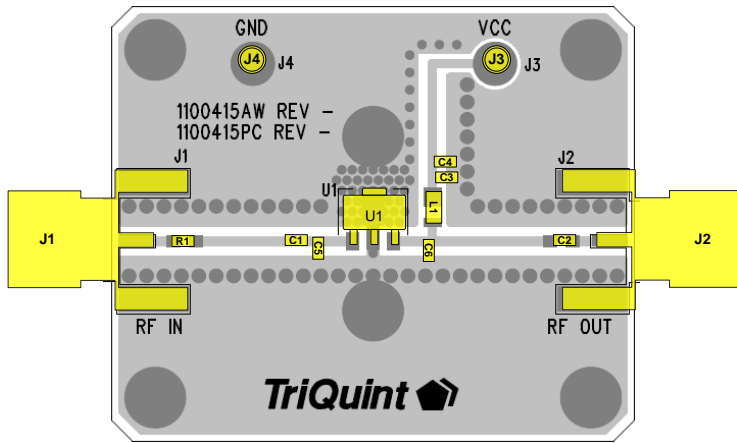 GND
VCC
J4
J4
J3
J3
1100415AW REV –
1100415PC REV –
J1
J2
C4
C3
U1
L1
U1
J1
R1
C1
C5
C6
C2
J2
RF IN
RF OUT
TriQuint